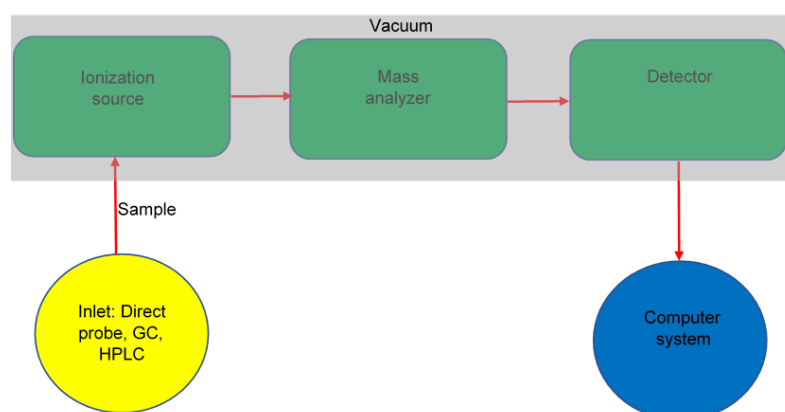 Vacuum
Ionization
source
Mass
analyzer
Detector
Sample
Inlet: Direct
probe, GC,
HPLC
Computer
system